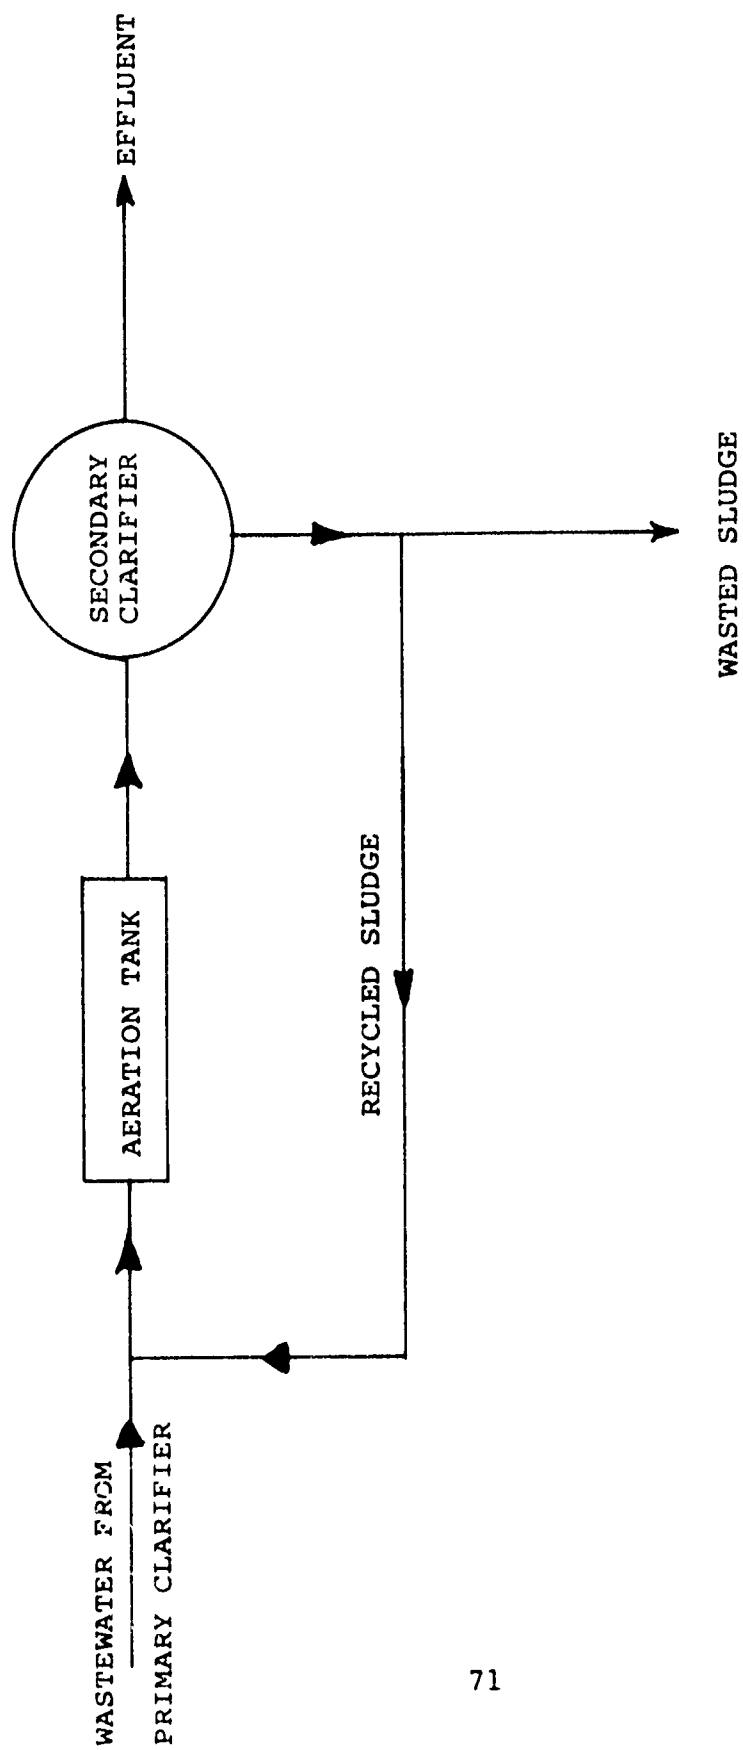 WASTEWATER FROM
PRIMARY CLARIFIER
AERATION TANK
SECONDARY
CLARIFIER
EFFLUENT
RECYCLED SLUDGE
WASTED SLUDGE
71